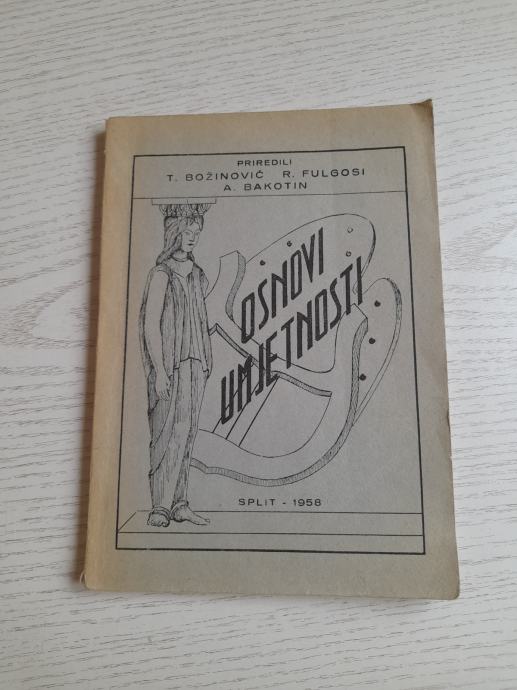 PRIREDILI
T. BOŽINOVIĆ R. FULGOSI
A. BAKOTIN
OSNOVI
UMJETNOSTI
SPLIT - 1958